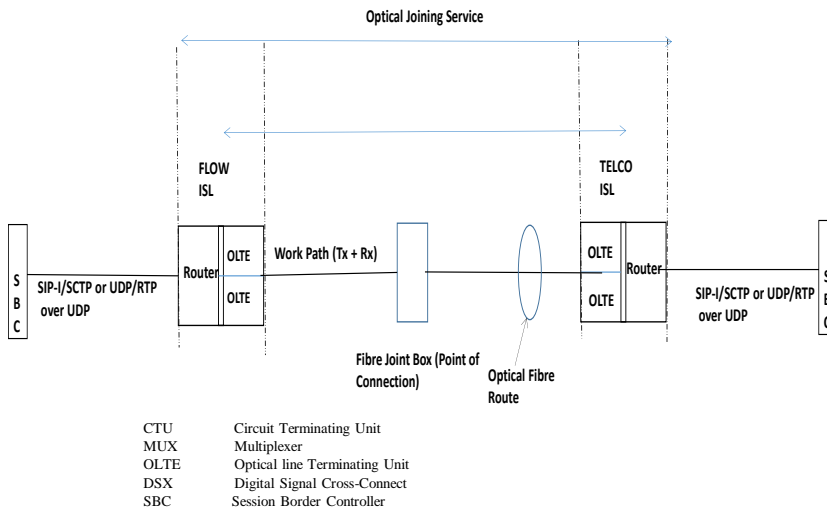 Optical Joining Service
FLOW
ISL
TELCO
ISL
S
B
C
SIP-I/SCTP or UDP/RTP
over UDP
Router
OLTE
OLTE
Work Path (Tx + Rx)
OLTE
OLTE
Router
SIP-I/SCTP or UDP/RTP
over UDP
S
B
C
Fibre Joint Box (Point of
Connection)
Optical Fibre
Route
CTU Circuit Terminating Unit
MUX Multiplexer
OLTE Optical line Terminating Unit
DSX Digital Signal Cross-Connect
SBC Session Border Controller